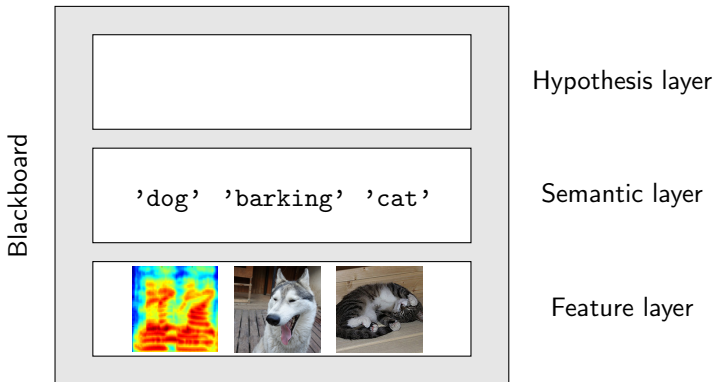 Blackboard
Hypothesis layer
’dog’ ’barking’ ’cat’
Semantic layer
Feature layer